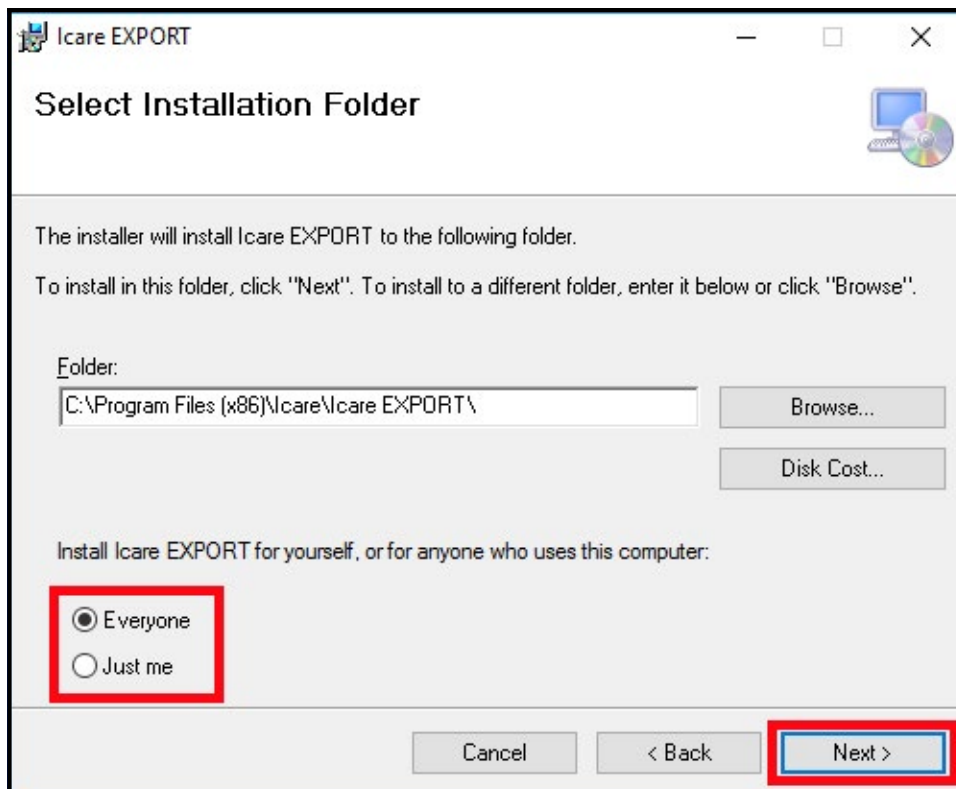 Icare EXPORT
Select Installation Folder
The installer will install Icare EXPORT to the following folder.
To install in this folder, click "Next". To install to a different folder, enter it below or click "Browse".
Folder:
C:\Program Files (x86)\Icare\Icare EXPORT\
Browse...
Disk Cost...
Install Icare EXPORT for yourself, or for anyone who uses this computer:
Everyone
Just me
Cancel
< Back
Next >